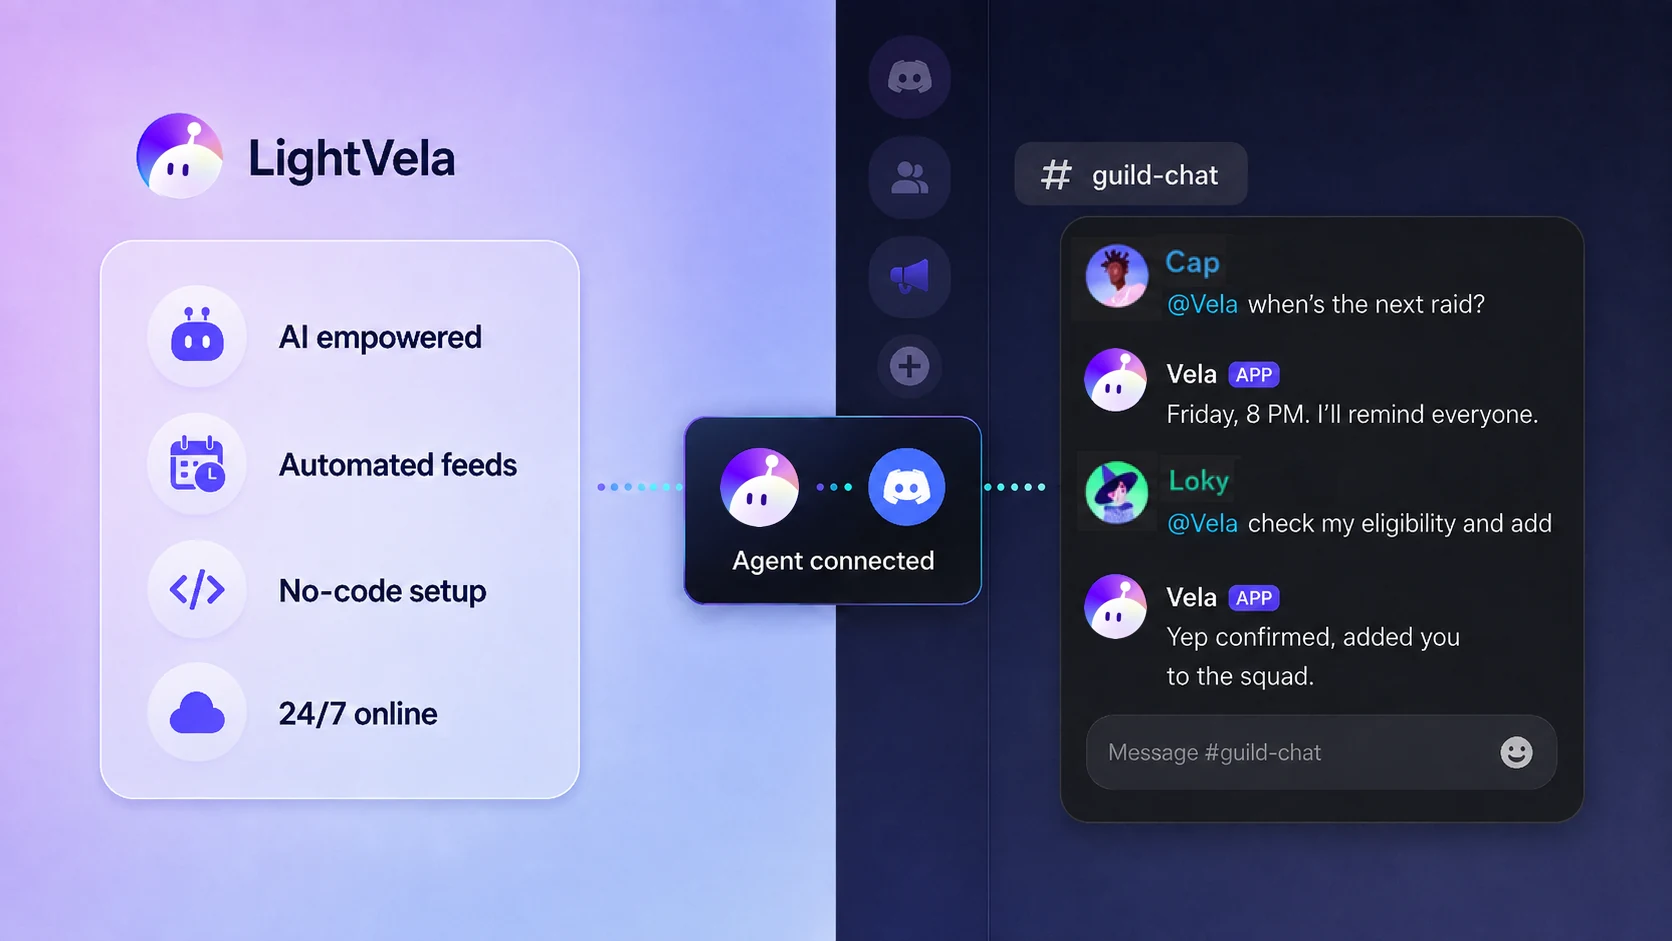 LightVela
AI empowered
Automated feeds
No-code setup
24/7 online
Agent connected
# guild-chat
Cap
@Vela when’s the next raid?
Vela APP
Friday, 8 PM. I’ll remind everyone.
Loky
@Vela check my eligibility and add
Vela APP
Yep confirmed, added you
to the squad.
Message #guild-chat